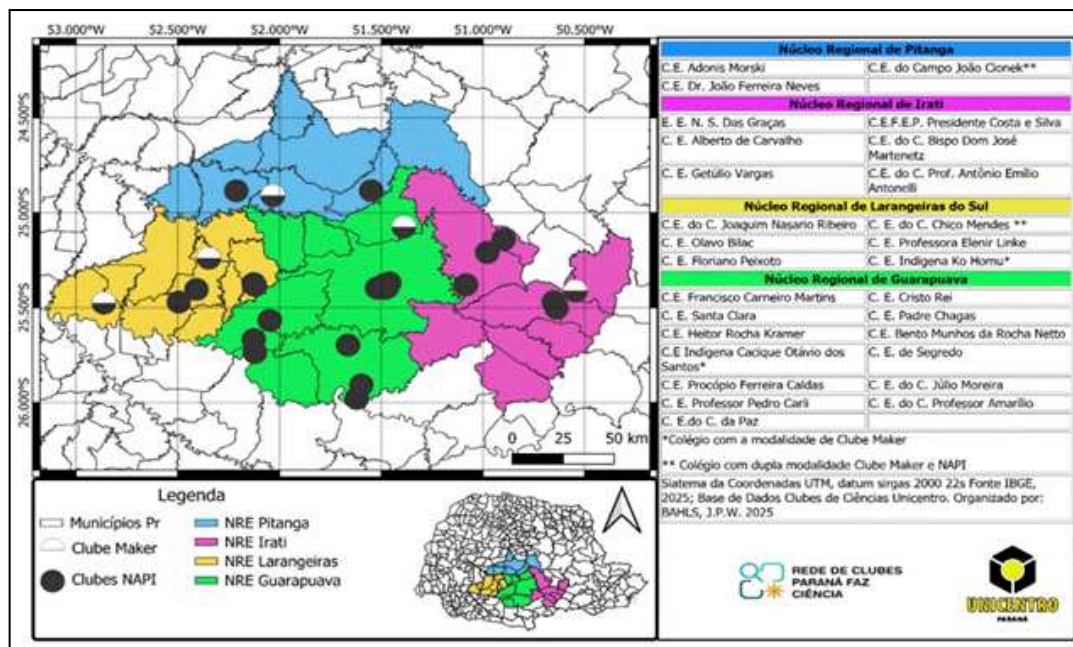 53.000°W 52.500°W 52.000°W 51.500°W 51.000°W 50.500°W
24.500°S
25.000°S
25.500°S
26.000°S
0 25 50 km
Legenda
Municípios Pr
Clube Maker
Clubes NAPI
NRE Pitanga
NRE Irati
NRE Larangeiras
NRE Guarapuava
Núcleo Regional de Pitanga
C.E. Adonis Morski C.E. do Campo João Cionek**
C.E. Dr. João Ferreira Neves
Núcleo Regional de Irati
E. E. N. S. Das Graças C.E.F.E.P. Presidente Costa e Silva
C. E. Alberto de Carvalho C.E. do C. Bispo Dom José
Martenetz
C. E. Getúlio Vargas C.E. do C. Prof. Antônio Emílio
Antonelli
Núcleo Regional de Larangeiras do Sul
C.E. do C. Joaquim Nasario Ribeiro C. E. do C. Chico Mendes **
C. E. Olavo Bilac C. E. Professora Elenir Linke
C. E. Floriano Peixoto C. E. Indigena Ko Homu*
Núcleo Regional de Guarapuava
C.E. Francisco Carneiro Martins C. E. Cristo Rei
C. E. Santa Clara C. E. Padre Chagas
C.E. Heitor Rocha Kramer C.E. Bento Munhos da Rocha Netto
C.E Indigena Cacique Otávio dos
Santos* C. E. de Segredo
C.E. Procópio Ferreira Caldas C. E. do C. Júlio Moreira
C. E. Professor Pedro Carli C. E. do C. Professor Amarílio
C. E.do C. da Paz
*Colégio com a modalidade de Clube Maker
** Colégio com dupla modalidade Clube Maker e NAPI
Siatema da Coordenadas UTM, datum sirgas 2000 22s Fonte IBGE,
2025; Base de Dados Clubes de Ciências Unicentro. Organizado por:
BAHLS, J.P.W. 2025
REDE DE CLUBES
PARANÁ FAZ
CIÊNCIA
UNICENTRO
PARANÁ